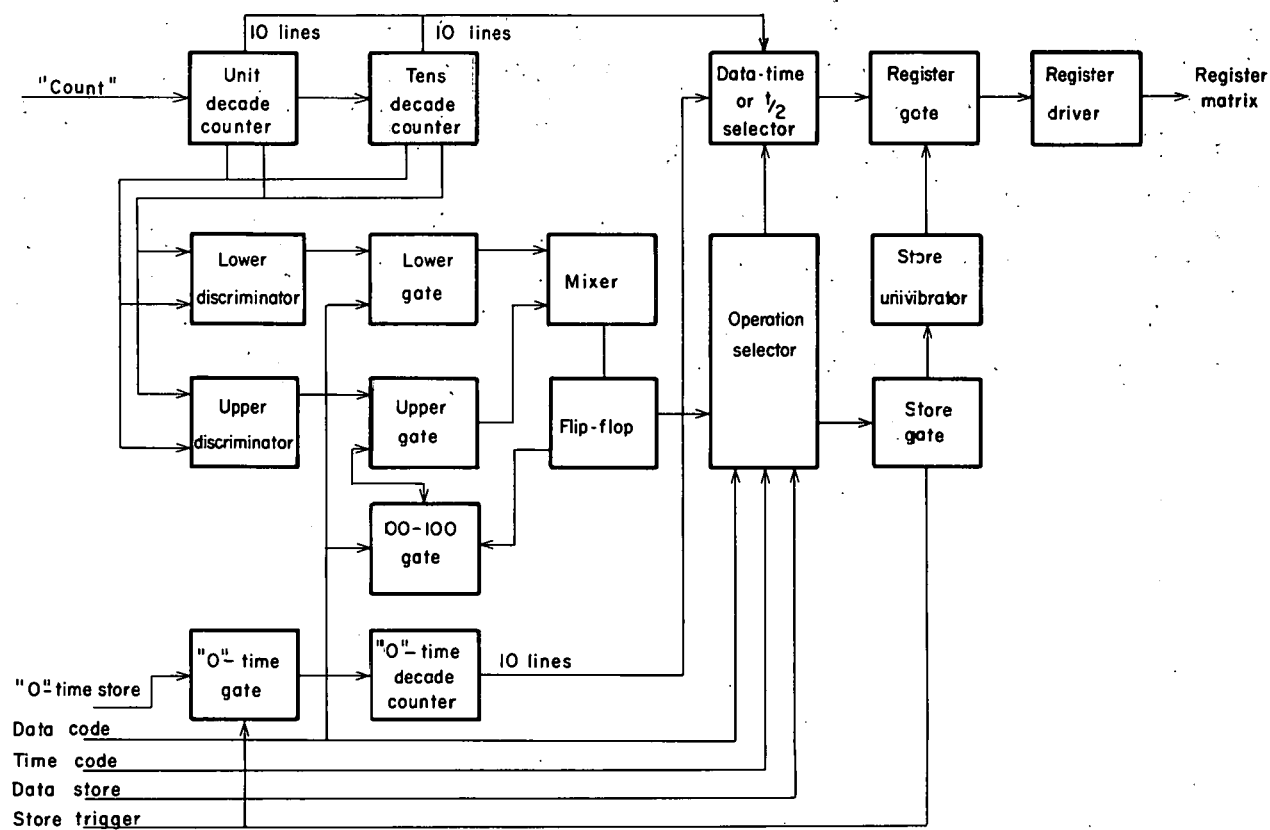 10 lines
10 lines
"Count"
Unit
decade
counter
Tens
decade
counter
Data-time
or t/2
selector
Register
gate
Register
driver
Register
matrix
Lower
discriminator
Lower
gate
Mixer
Operation
selector
Store
univibrator
Upper
discriminator
Upper
gate
Flip-flop
Store
gate
00-100
gate
"O"-time
gate
"O"-time
decade
counter
10 lines
"O"-time store
Data code
Time code
Data store
Store trigger